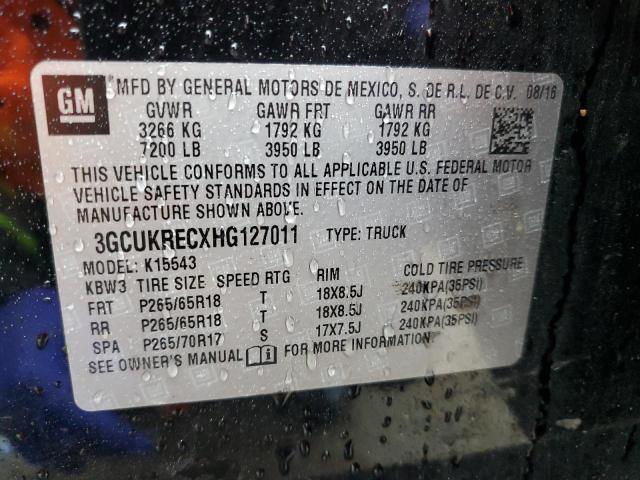 GM ® MFD BY GENERAL MOTORS DE MEXICO, S. DE R.L. DE C.V. 08/16
GVWR GAWR FRT GAWR RR
3266 KG 1792 KG 1792 KG
7200 LB 3950 LB 3950 LB
THIS VEHICLE CONFORMS TO ALL APPLICABLE U.S. FEDERAL MOTOR
VEHICLE SAFETY STANDARDS IN EFFECT ON THE DATE OF
MANUFACTURE SHOWN ABOVE.
3GCUKRECXHG127011 TYPE: TRUCK
MODEL: K15543
KBW3 TIRE SIZE SPEED RTG RIM COLD TIRE PRESSURE
FRT P265/65R18 T 18X8.5J 240KPA(35PSI)
RR P265/65R18 T 18X8.5J 240KPA(35PSI)
SPA P265/70R17 S 17X7.5J 240KPA(35PSI)
SEE OWNER'S MANUAL FOR MORE INFORMATION